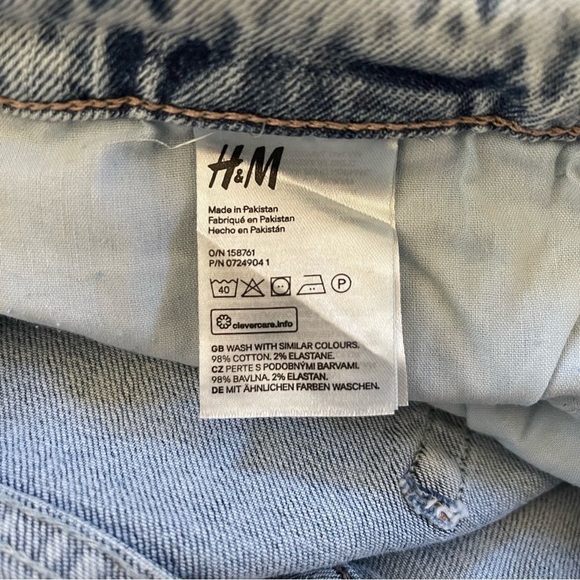 H&M
Made in Pakistan
Fabriqué en Pakistan
Hecho en Pakistán
O/N 158761
P/N 0724904 1
40 P
clevercare.info
GB WASH WITH SIMILAR COLOURS.
98% COTTON, 2% ELASTANE.
CZ PERTE S PODOBNÝMI BARVAMI.
98% BAVLNA, 2% ELASTAN.
DE MIT ÄHNLICHEN FARBEN WASCHEN.